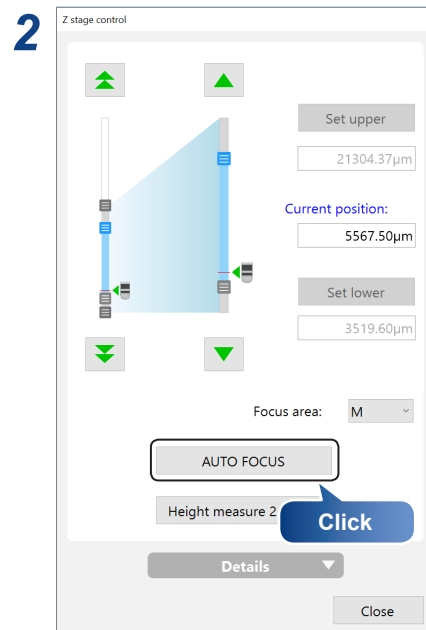 2
Z stage control
Set upper
21304.37µm
Current position:
5567.50µm
Set lower
3519.60µm
Focus area:
M
AUTO FOCUS
Height measure 2
Click
Details
Close